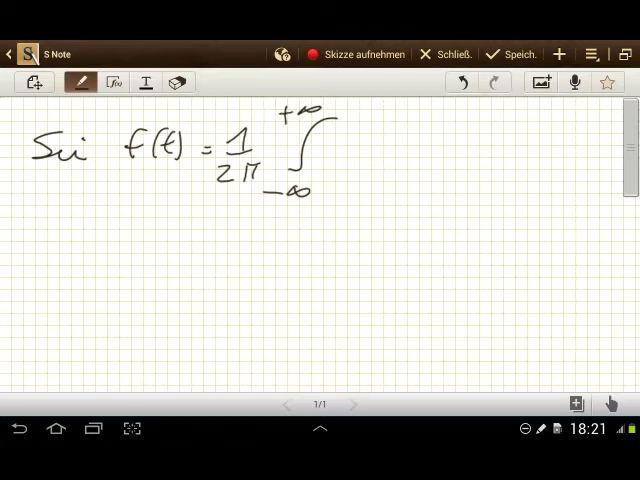 S Note
Skizze aufnehmen
Schließ.
Speich.
f(x)
T
+∞
Sei f(t) = 1/2π ∫
−∞
1/1
18:21